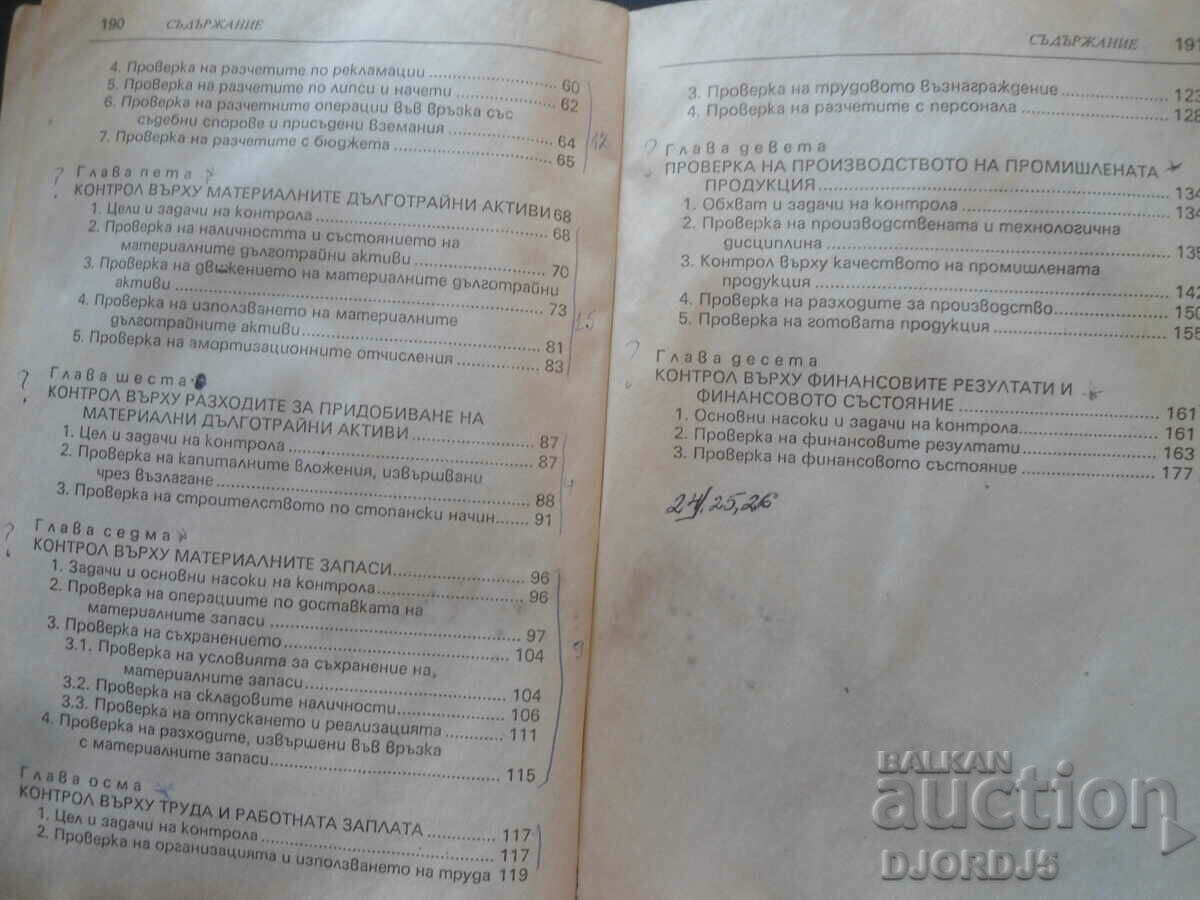 190 СЪДЪРЖАНИЕ
4. Проверка на разчетите по рекламации ..... 60
5. Проверка на разчетите по липси и начети ..... 62
6. Проверка на разчетните операции във връзка със
съдебни спорове и присъдени вземания ..... 64
7. Проверка на разчетите с бюджета ..... 65
12
? Глава пета
КОНТРОЛ ВЪРХУ МАТЕРИАЛНИТЕ ДЪЛГОТРАЙНИ АКТИВИ 68
1. Цели и задачи на контрола ..... 68
2. Проверка на наличността и състоянието на
материалните дълготрайни активи ..... 70
3. Проверка на движението на материалните дълготрайни
активи ..... 73
4. Проверка на използването на материалните
дълготрайните активи ..... 81
5. Проверка на амортизационните отчисления ..... 83
15
? Глава шеста
КОНТРОЛ ВЪРХУ РАЗХОДИТЕ ЗА ПРИДОБИВАНЕ НА
МАТЕРИАЛНИ ДЪЛГОТРАЙНИ АКТИВИ ..... 87
1. Цел и задачи на контрола ..... 87
2. Проверка на капиталните вложения, извършвани
чрез възлагане ..... 88
3. Проверка на строителството по стопански начин ..... 91
? Глава седма
КОНТРОЛ ВЪРХУ МАТЕРИАЛНИТЕ ЗАПАСИ ..... 96
1. Задачи и основни насоки на контрола ..... 96
2. Проверка на операциите по доставката на
материалните запаси ..... 97
3. Проверка на съхранението ..... 104
3.1. Проверка на условията за съхранение на,
материалните запаси ..... 104
3.2. Проверка на складовите наличности ..... 106
3.3. Проверка на отпускането и реализацията ..... 111
4. Проверка на разходите, извършени във връзка
с материалните запаси ..... 115
9
Глава осма
КОНТРОЛ ВЪРХУ ТРУДА И РАБОТНАТА ЗАПЛАТА ..... 117
1. Цел и задачи на контрола ..... 117
2. Проверка на организацията и използването на труда 119
СЪДЪРЖАНИЕ 191
3. Проверка на трудовото възнаграждение ..... 123
4. Проверка на разчетите с персонала ..... 128
? Глава девета
ПРОВЕРКА НА ПРОИЗВОДСТВОТО НА ПРОМИШЛЕНАТА
ПРОДУКЦИЯ ..... 134
1. Обхват и задачи на контрола ..... 134
2. Проверка на производствената и технологична
дисциплина ..... 135
3. Контрол върху качеството на промишлената
продукция ..... 142
4. Проверка на разходите за производство ..... 150
5. Проверка на готовата продукция ..... 155
? Глава десета
КОНТРОЛ ВЪРХУ ФИНАНСОВИТЕ РЕЗУЛТАТИ И
ФИНАНСОВОТО СЪСТОЯНИЕ ..... 161
1. Основни насоки и задачи на контрола ..... 161
2. Проверка на финансовите резултати ..... 163
3. Проверка на финансовото състояние ..... 177
24, 25, 26
BALKAN
auction
DJORDJ5